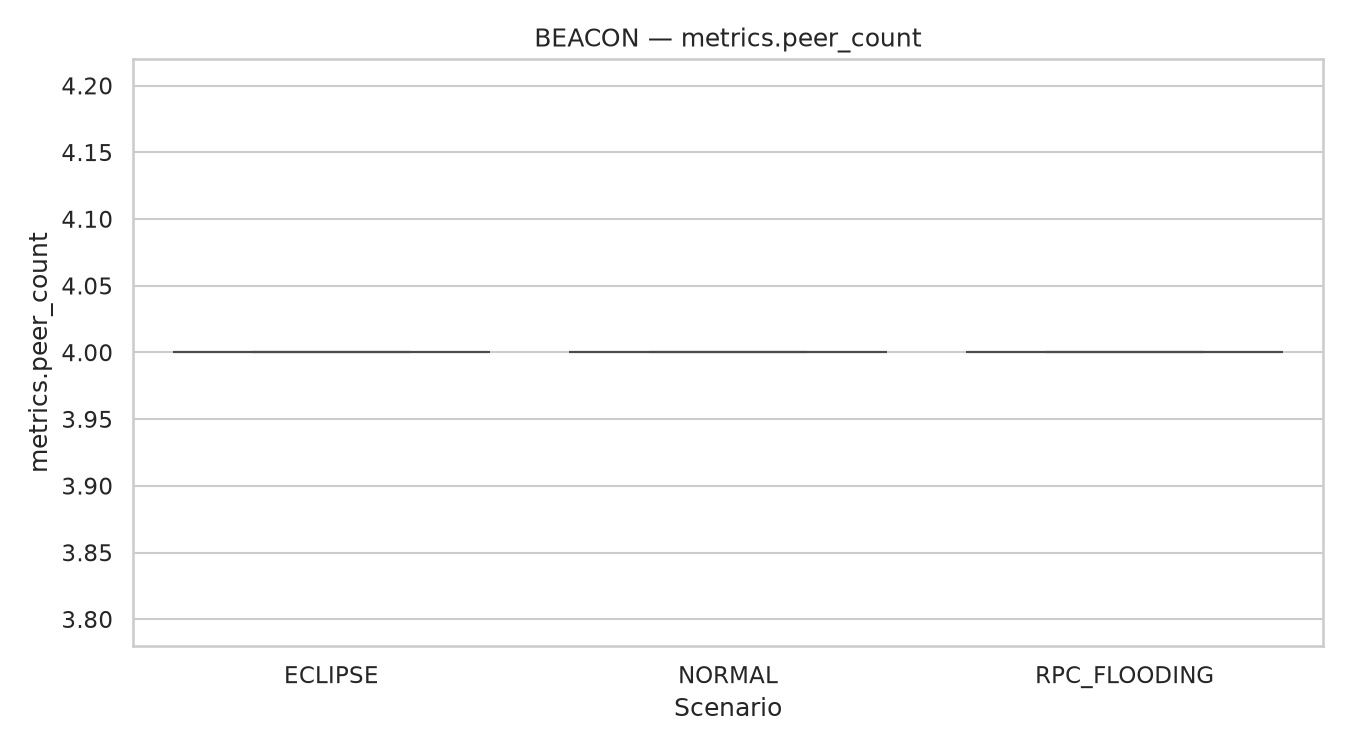 BEACON — metrics.peer_count
metrics.peer_count
4.20
4.15
4.10
4.05
4.00
3.95
3.90
3.85
3.80
ECLIPSE NORMAL RPC_FLOODING
Scenario